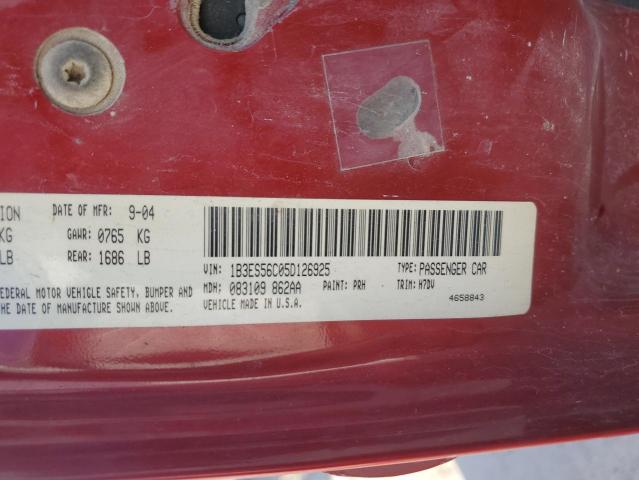 ION DATE OF MFR: 9-04
KG GAWR: 0765 KG
LB REAR: 1686 LB
FEDERAL MOTOR VEHICLE SAFETY, BUMPER AND
THE DATE OF MANUFACTURE SHOWN ABOVE.
VIN: 1B3ES56C05D126925 TYPE: PASSENGER CAR
MDH: 083109 862AA PAINT: PRH TRIM: H7DV
VEHICLE MADE IN U.S.A. 4658843